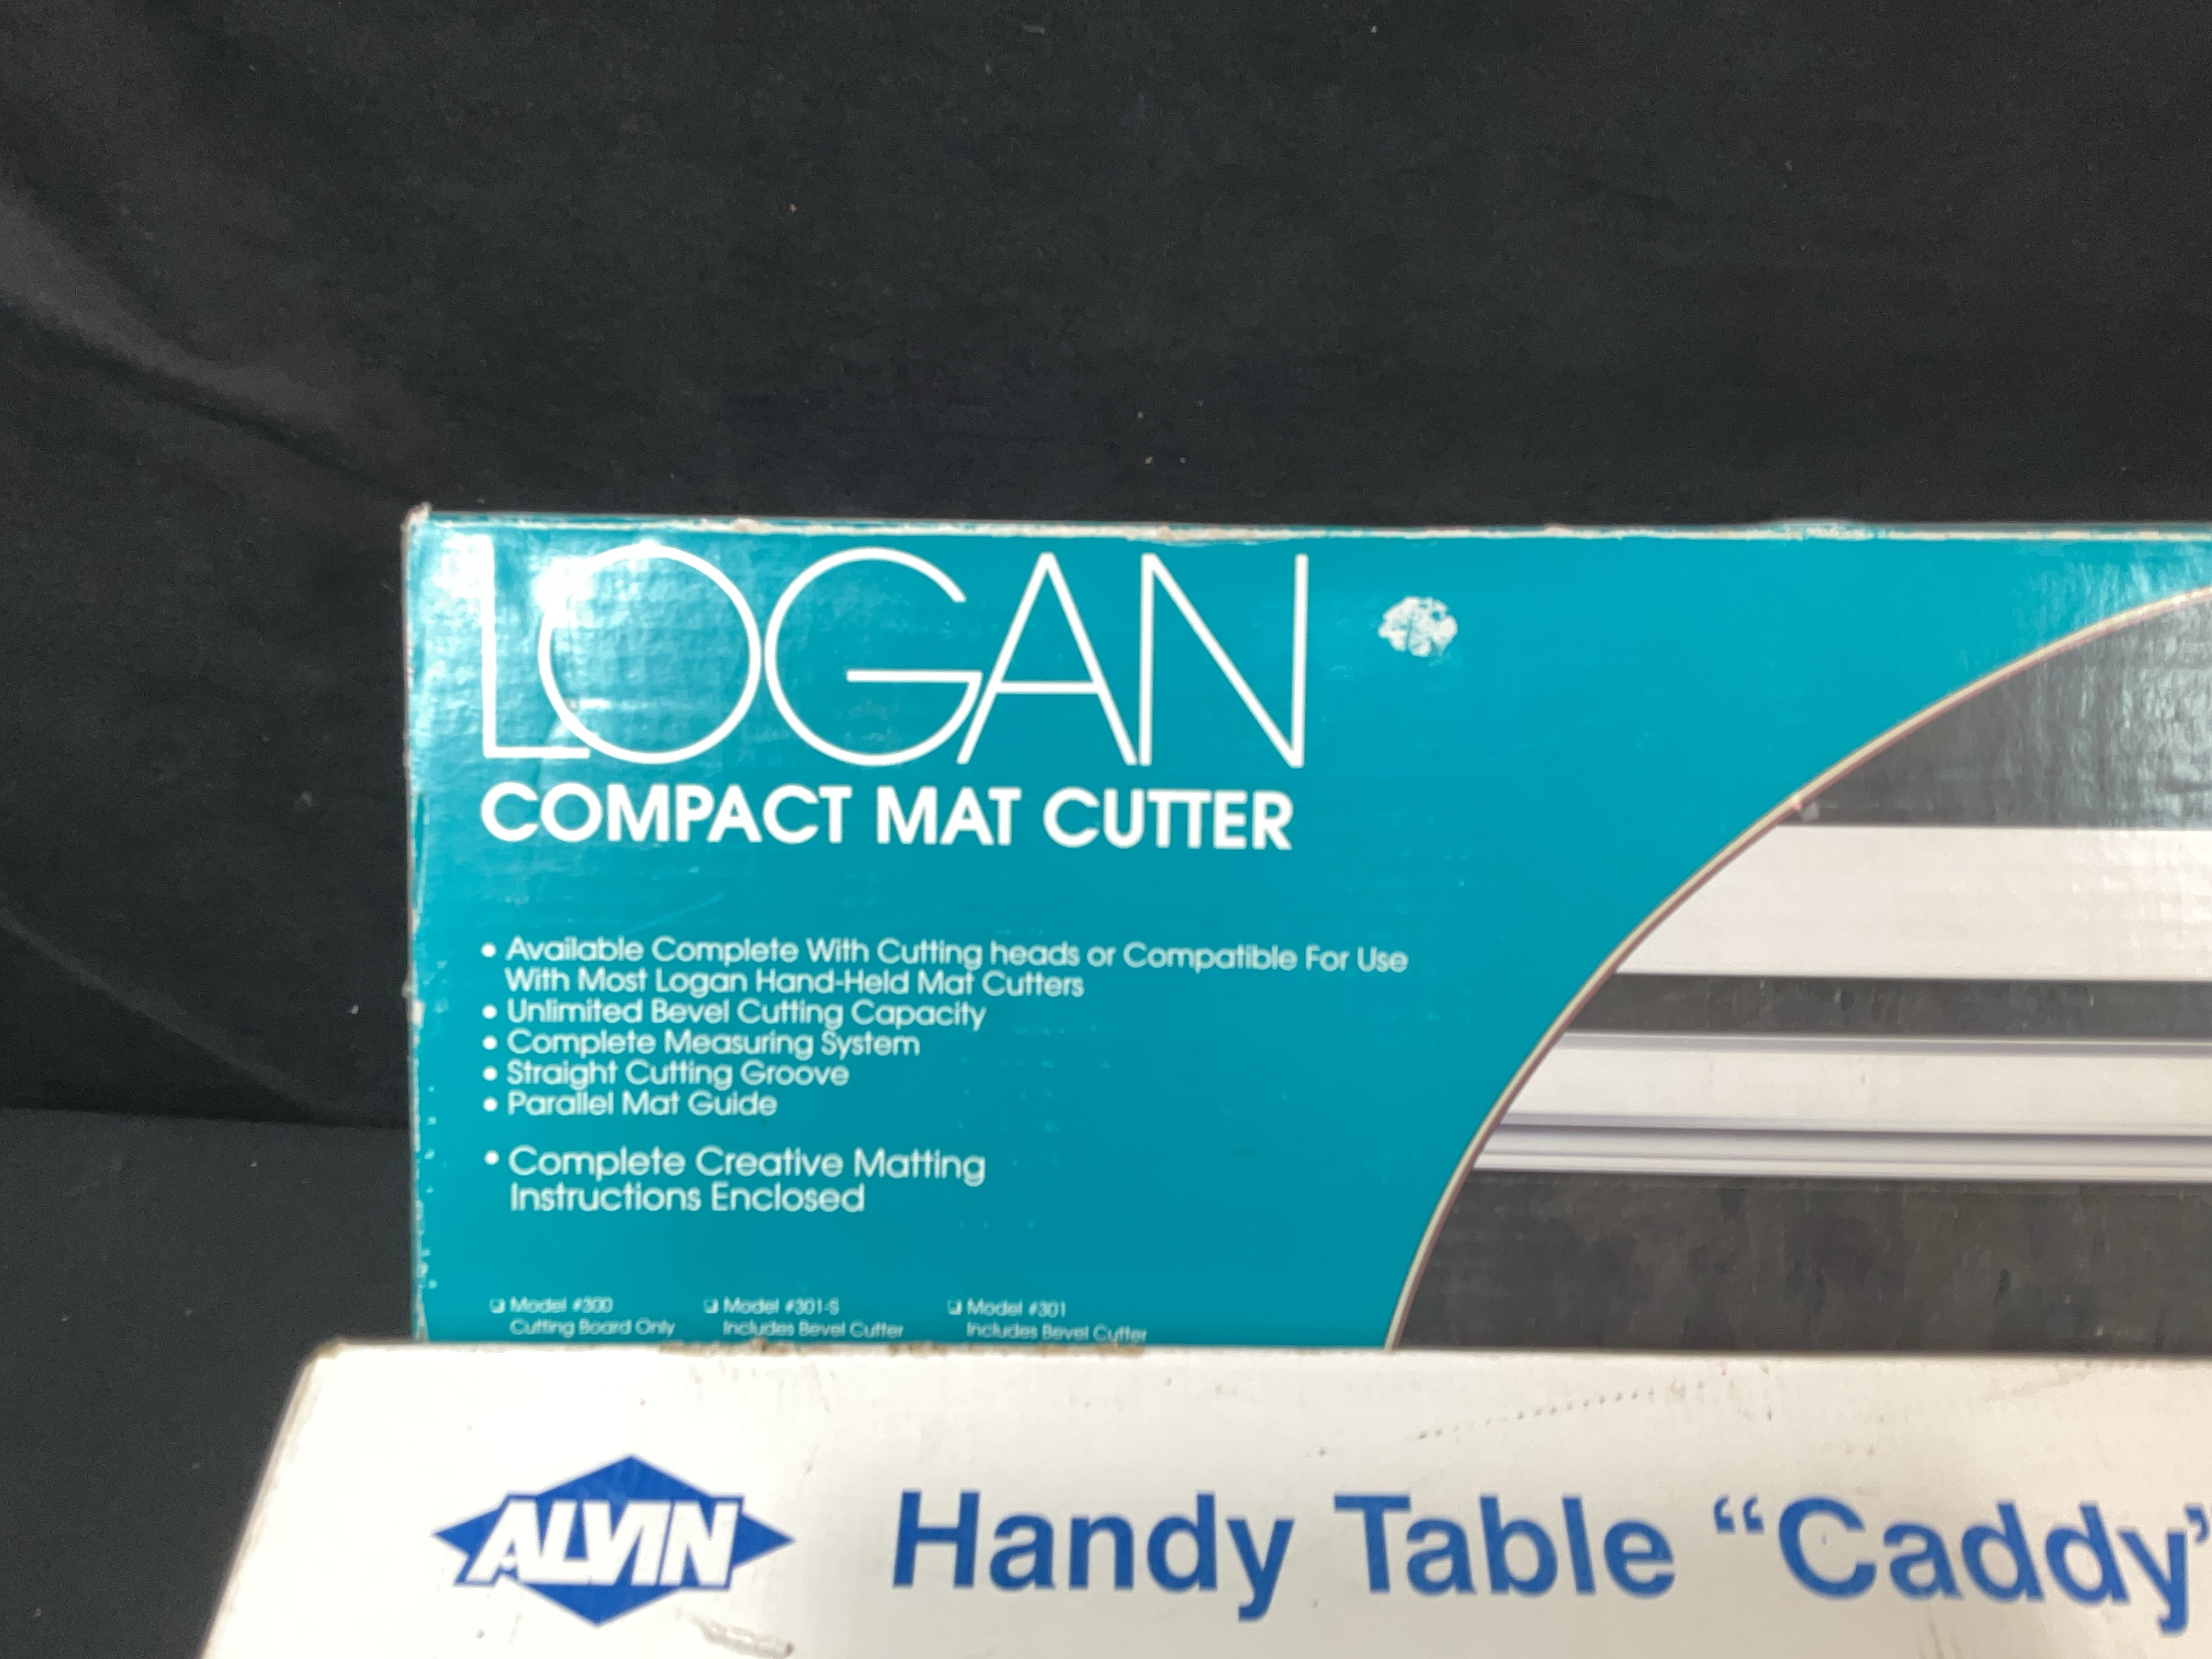 LOGAN
COMPACT MAT CUTTER
• Available Complete With Cutting heads or Compatible For Use
With Most Logan Hand-Held Mat Cutters
• Unlimited Bevel Cutting Capacity
• Complete Measuring System
• Straight Cutting Groove
• Parallel Mat Guide
• Complete Creative Matting
Instructions Enclosed
❑ Model #300 ❑ Model #301-S ❑ Model #301
Cutting Board Only Includes Bevel Cutter Includes Bevel Cutter
ALVIN Handy Table “Caddy”